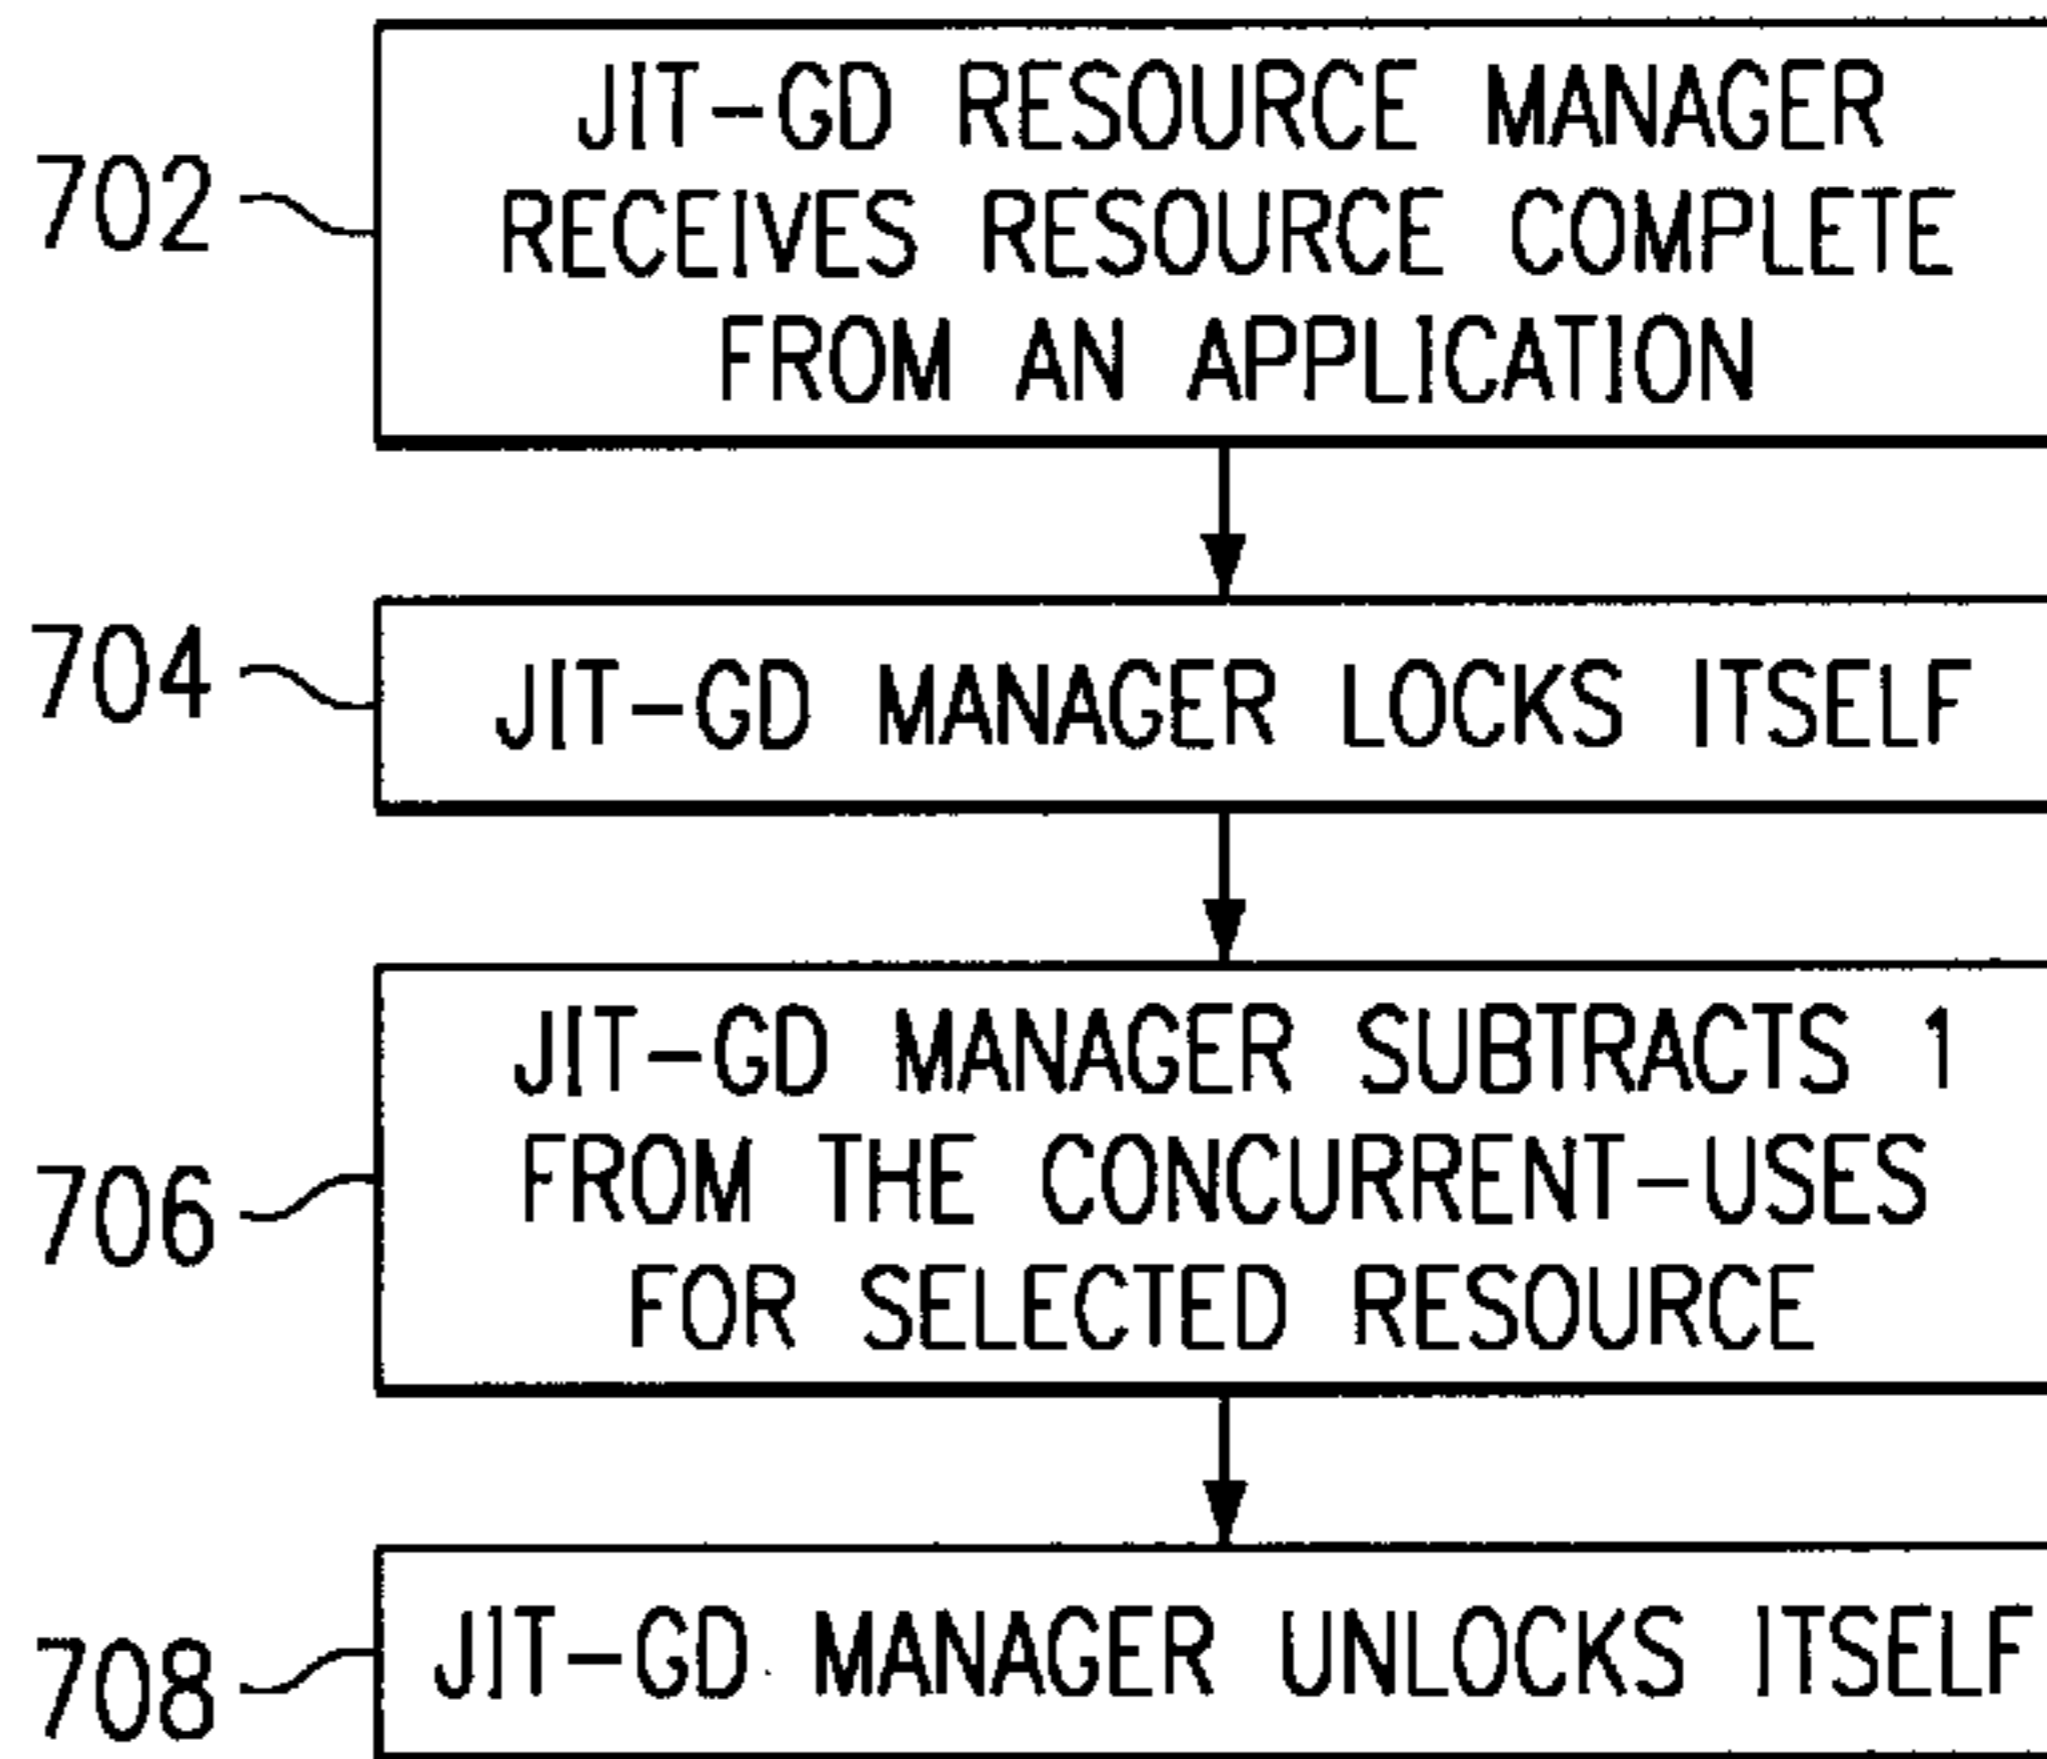 702
JIT-GD RESOURCE MANAGER
RECEIVES RESOURCE COMPLETE
FROM AN APPLICATION
704
JIT-GD MANAGER LOCKS ITSELF
706
JIT-GD MANAGER SUBTRACTS 1
FROM THE CONCURRENT-USES
FOR SELECTED RESOURCE
708
JIT-GD MANAGER UNLOCKS ITSELF